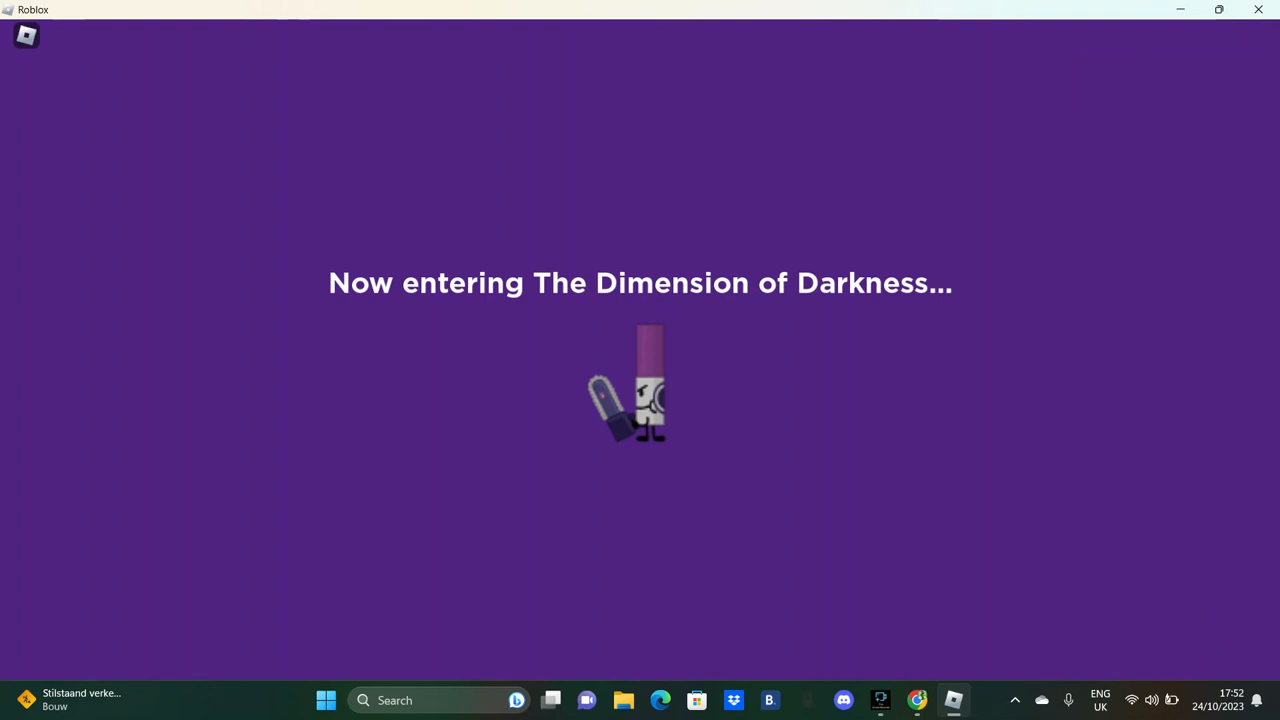 Roblox
Now entering The Dimension of Darkness...
Stilstaand verke...
Bouw
Search
B.
ENG
UK
17:52
24/10/2023